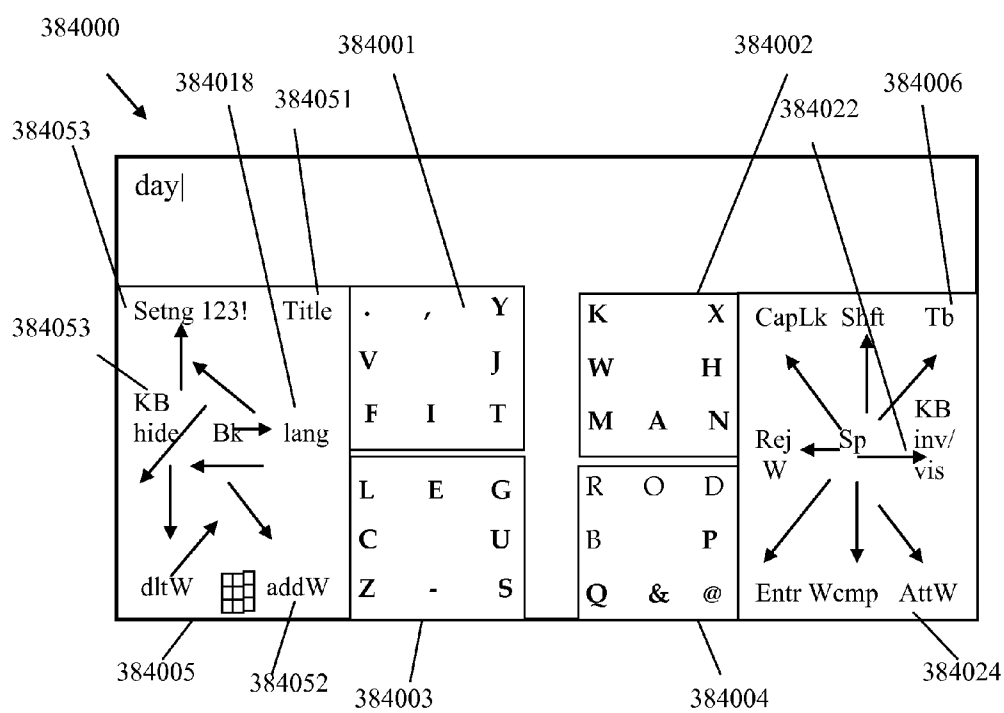 384000
384001
384002
384018
384051
384006
384022
384053
day|
Setng 123! Title
. , Y
K X
CapLk Shft Tb
384053
V J
W H
KB
hide Bk lang
F I T
M A N
Rej
W
Sp
KB
inv/
vis
L E G
R O D
C U
B P
dltW addW
Z - S
Q & @
Entr Wcmp AttW
384005
384052
384003
384004
384024